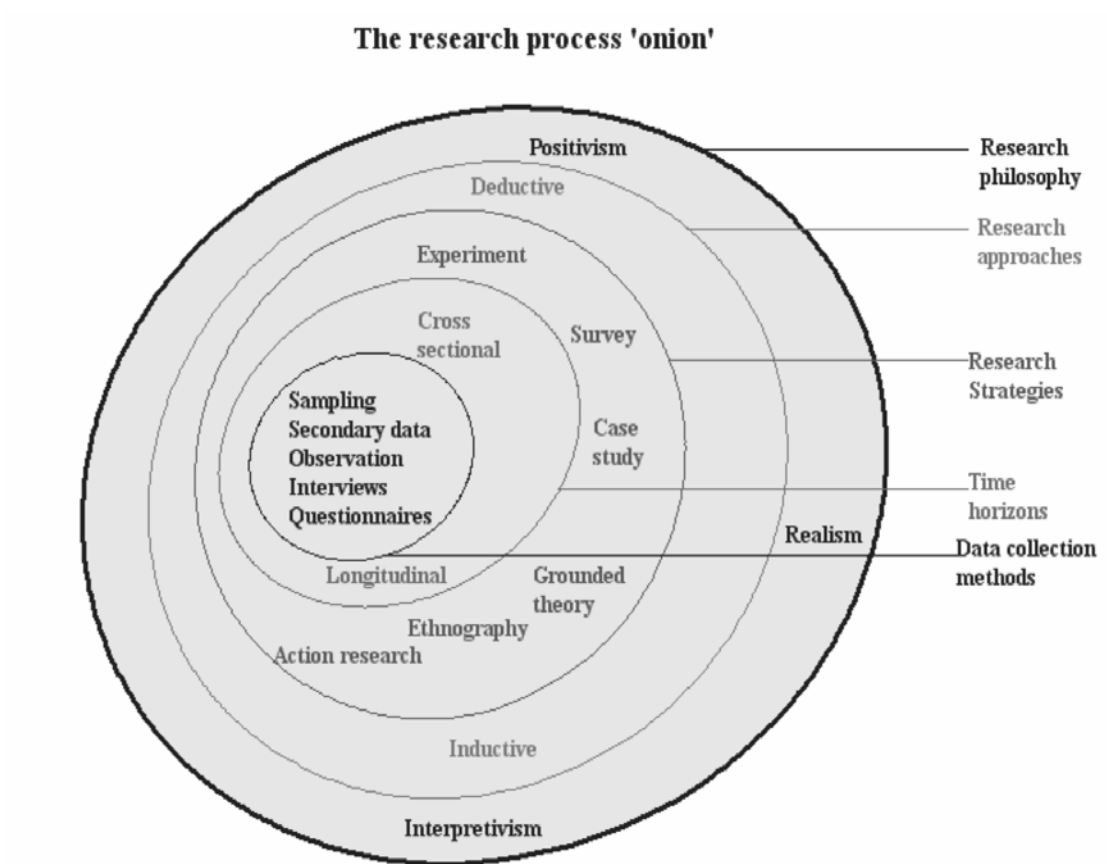 The research process 'onion'
Positivism
Research
philosophy
Deductive
Research
approaches
Experiment
Cross
sectional
Survey
Research
Strategies
Sampling
Secondary data
Observation
Interviews
Questionnaires
Case
study
Time
horizons
Realism
Data collection
methods
Longitudinal
Grounded
theory
Ethnography
Action research
Inductive
Interpretivism